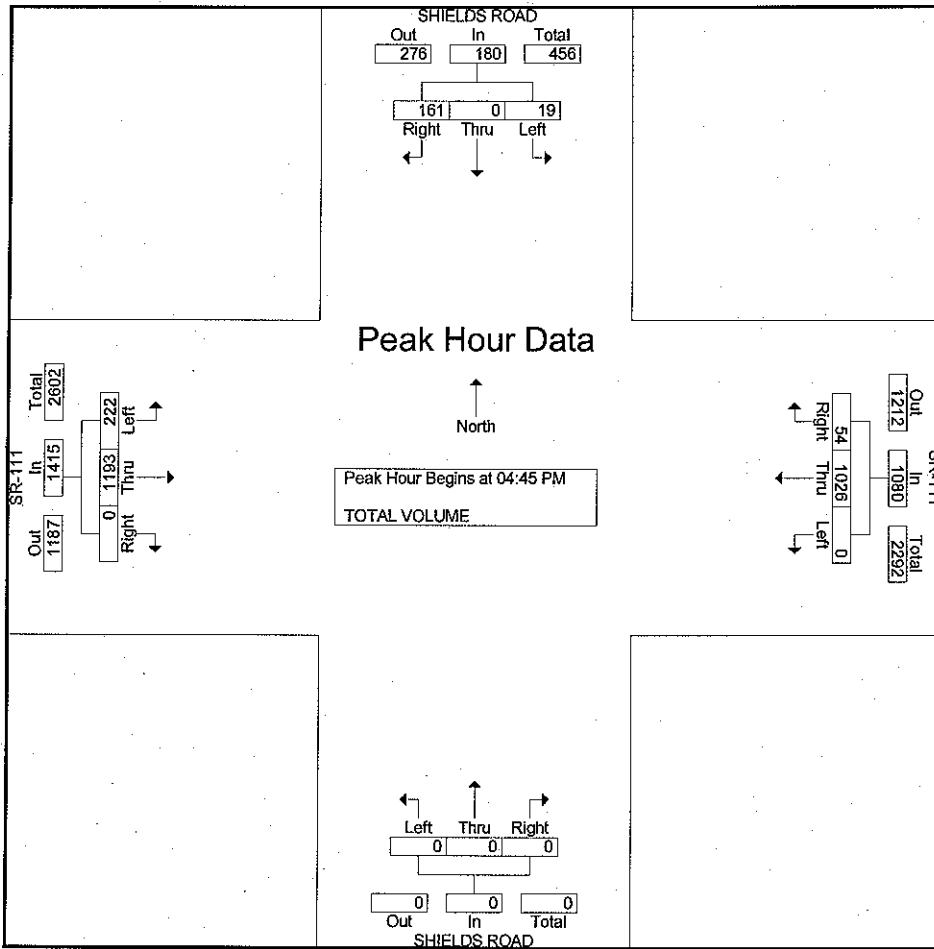 SHIELDS ROAD
Out In Total
276 180 456
161 0 19
Right Thru Left
Peak Hour Data
North
Peak Hour Begins at 04:45 PM
TOTAL VOLUME
SR-111
Total In Out
2602 1415 1187
222 1193 0
Left Thru Right
Out In Total
1212 1080 2292
54 1026 0
Right Thru Left
Left Thru Right
0 0 0
0 0 0
Out In Total
SHIELDS ROAD